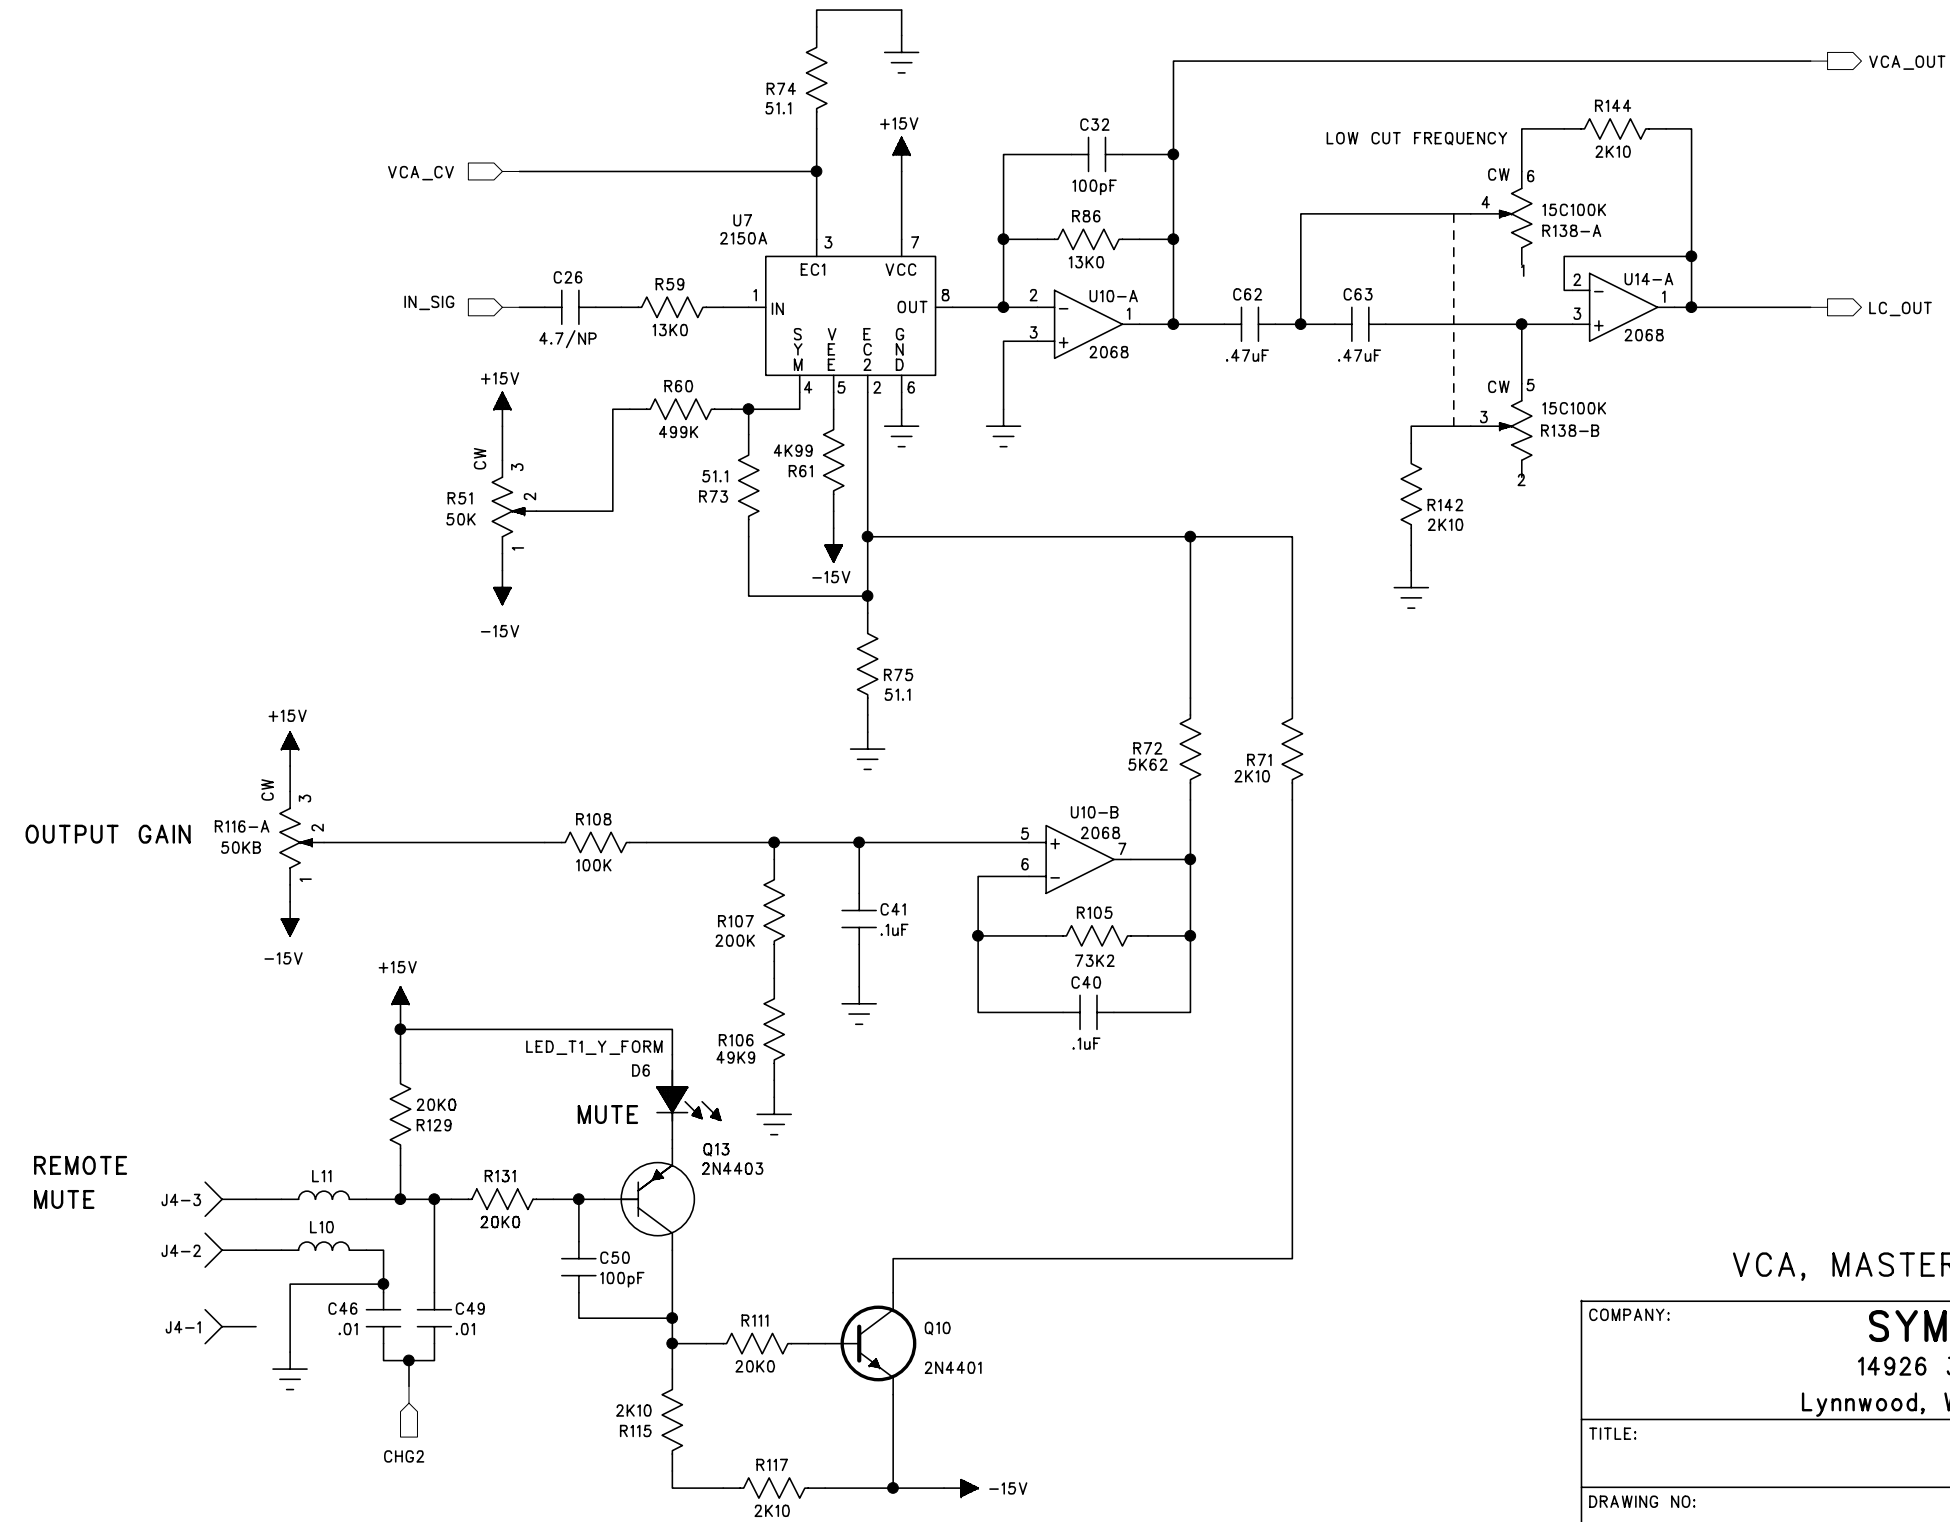 R74
51.1
+15V
VCA_CV
U7
2150A
3
7
EC1
VCC
IN_SIG
C26
4.7/NP
R59
13K0
1
IN
OUT
8
SYM
VEE
EC2
GND
4
5
2
6
C32
100pF
R86
13K0
2
3
−
+
U10-A
1
2068
VCA_OUT
LOW CUT FREQUENCY
R144
2K10
CW
6
4
15C100K
R138-A
1
C62
.47uF
C63
.47uF
2
3
−
+
U14-A
1
2068
LC_OUT
CW
5
3
15C100K
R138-B
2
R142
2K10
+15V
CW
3
R51
50K
2
1
-15V
R60
499K
51.1
R73
4K99
R61
-15V
R75
51.1
R72
5K62
R71
2K10
+15V
CW
3
OUTPUT GAIN
R116-A
50KB
2
1
-15V
R108
100K
R107
200K
R106
49K9
C41
.1uF
5
6
+
−
U10-B
2068
7
R105
73K2
C40
.1uF
+15V
LED_T1_Y_FORM
D6
MUTE
20K0
R129
Q13
2N4403
REMOTE
MUTE
J4-3
L11
R131
20K0
J4-2
L10
C50
100pF
J4-1
C46
.01
C49
.01
CHG2
R111
20K0
Q10
2N4401
2K10
R115
R117
2K10
-15V
VCA, MASTER
COMPANY:
SYM
14926
Lynnwood,
TITLE:
DRAWING NO: